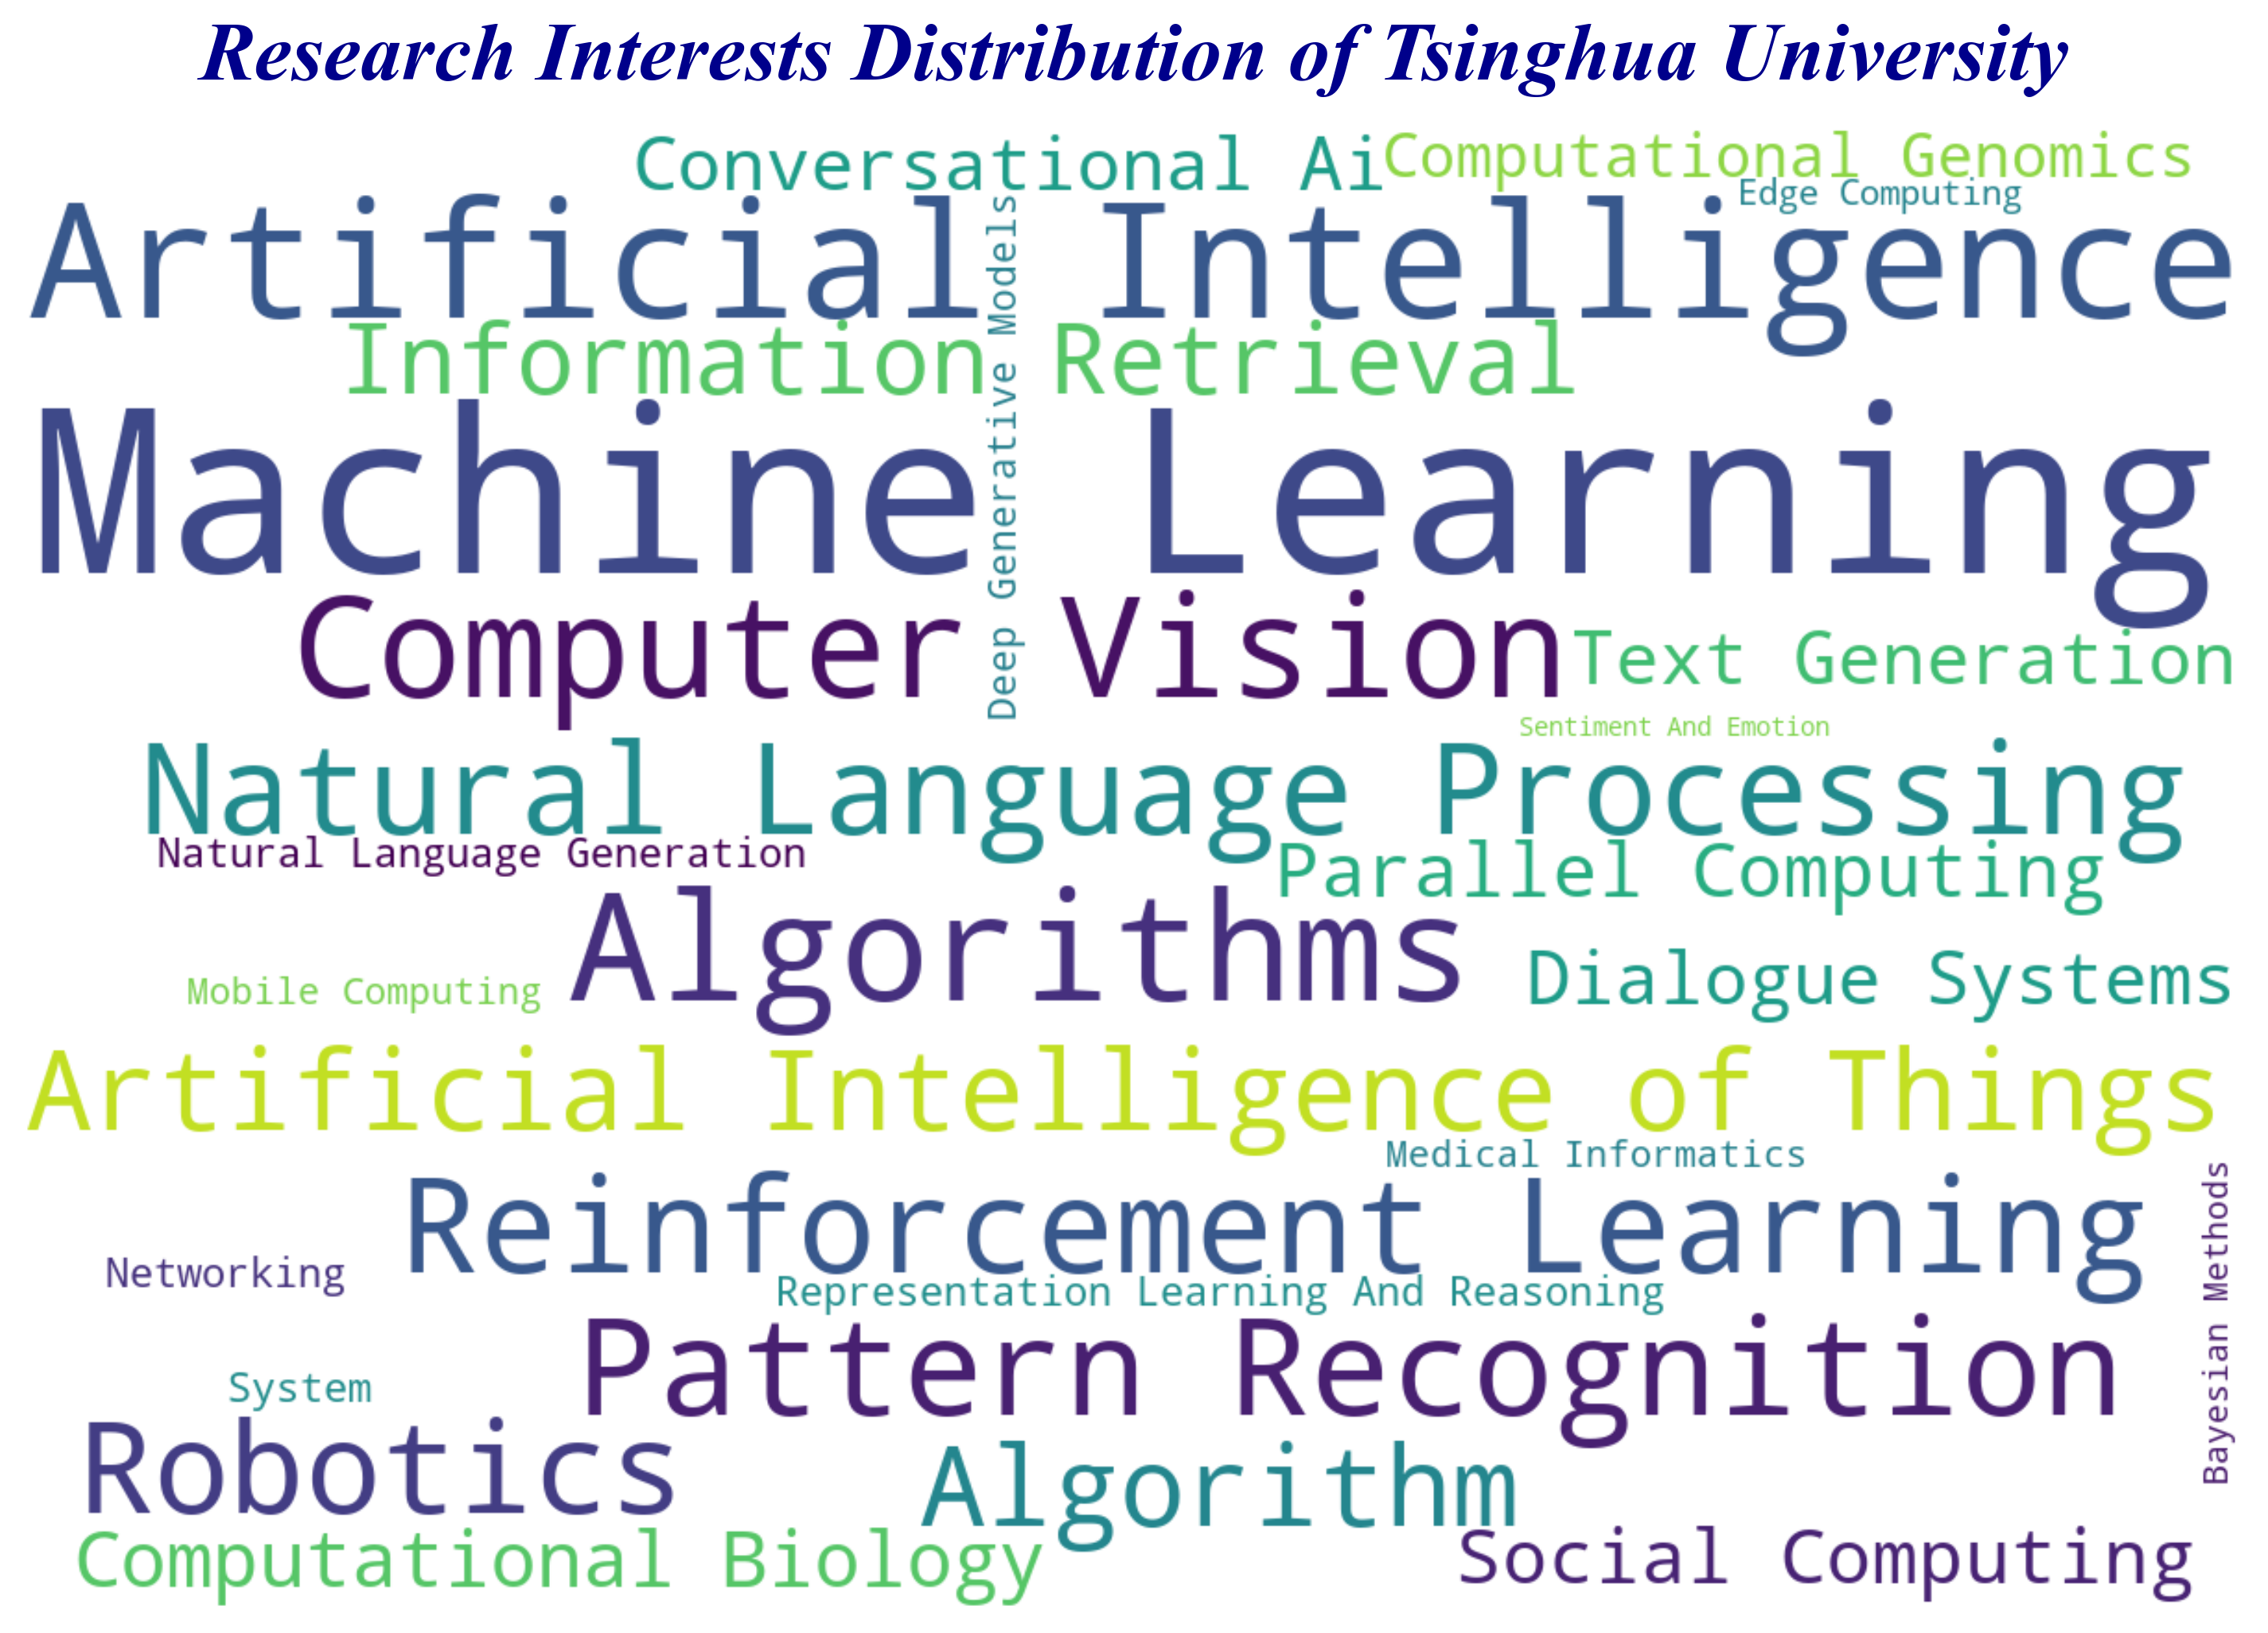 Research Interests Distribution of Tsinghua University
Conversational Ai
Computational Genomics
Edge Computing
Artificial Intelligence
Deep Generative Models
Information Retrieval
Machine Learning
Computer Vision
Text Generation
Sentiment And Emotion
Natural Language Processing
Natural Language Generation
Parallel Computing
Algorithms
Mobile Computing
Dialogue Systems
Artificial Intelligence of Things
Medical Informatics
Reinforcement Learning
Bayesian Methods
Networking
Representation Learning And Reasoning
Pattern Recognition
System
Robotics
Algorithm
Computational Biology
Social Computing